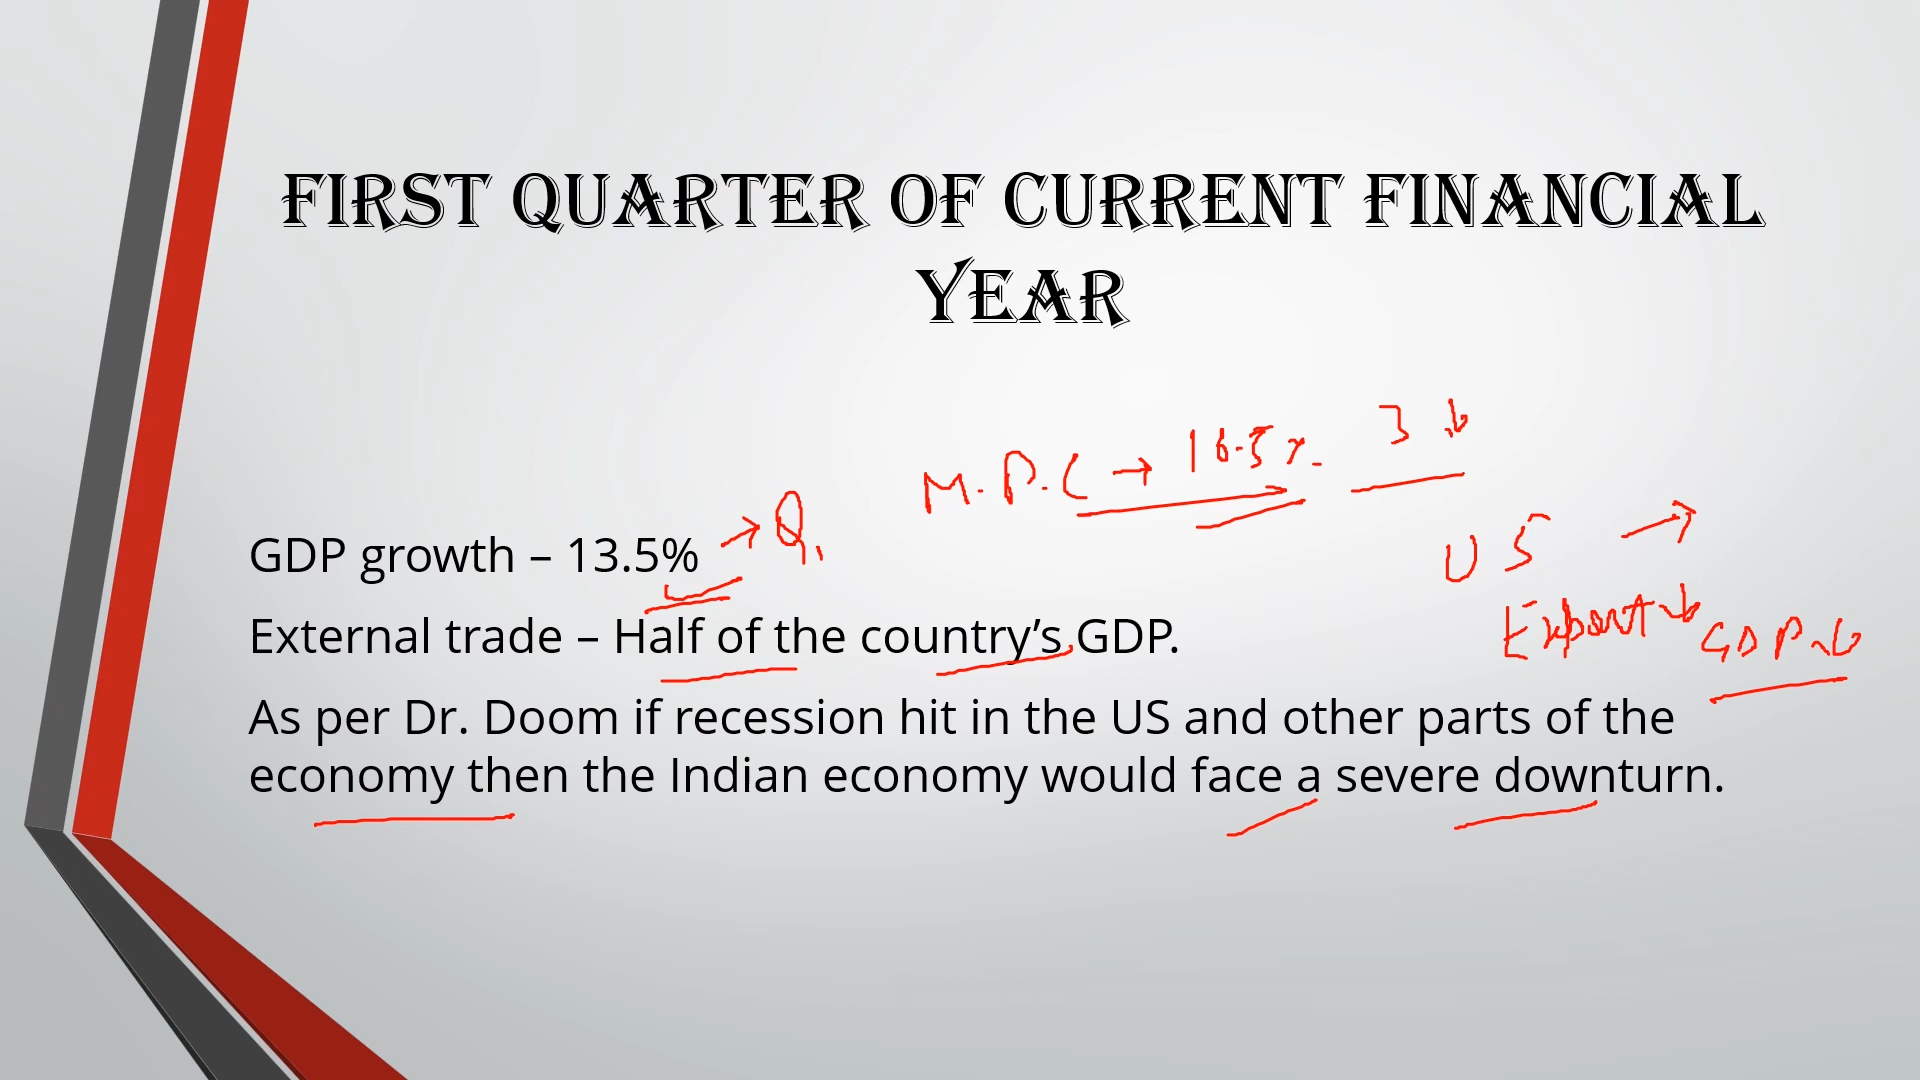 FIRST QUARTER OF CURRENT FINANCIAL
YEAR
M.P.C → 16.5%. 3 ↓
GDP growth – 13.5% → Q1
US →
External trade – Half of the country’s GDP.
Export ↓ GDP ↓
As per Dr. Doom if recession hit in the US and other parts of the
economy then the Indian economy would face a severe downturn.